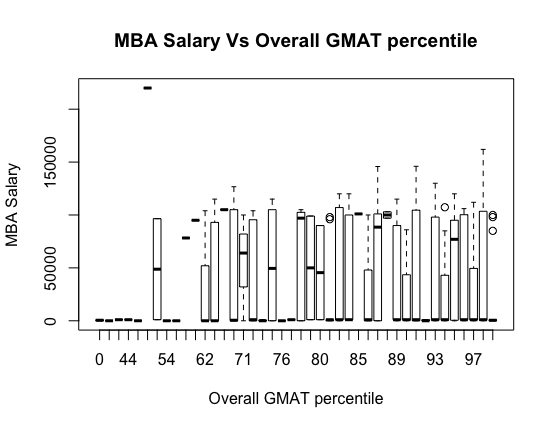 MBA Salary Vs Overall GMAT percentile
MBA Salary
0 50000 150000
0 44 54 62 71 76 80 85 89 93 97
Overall GMAT percentile